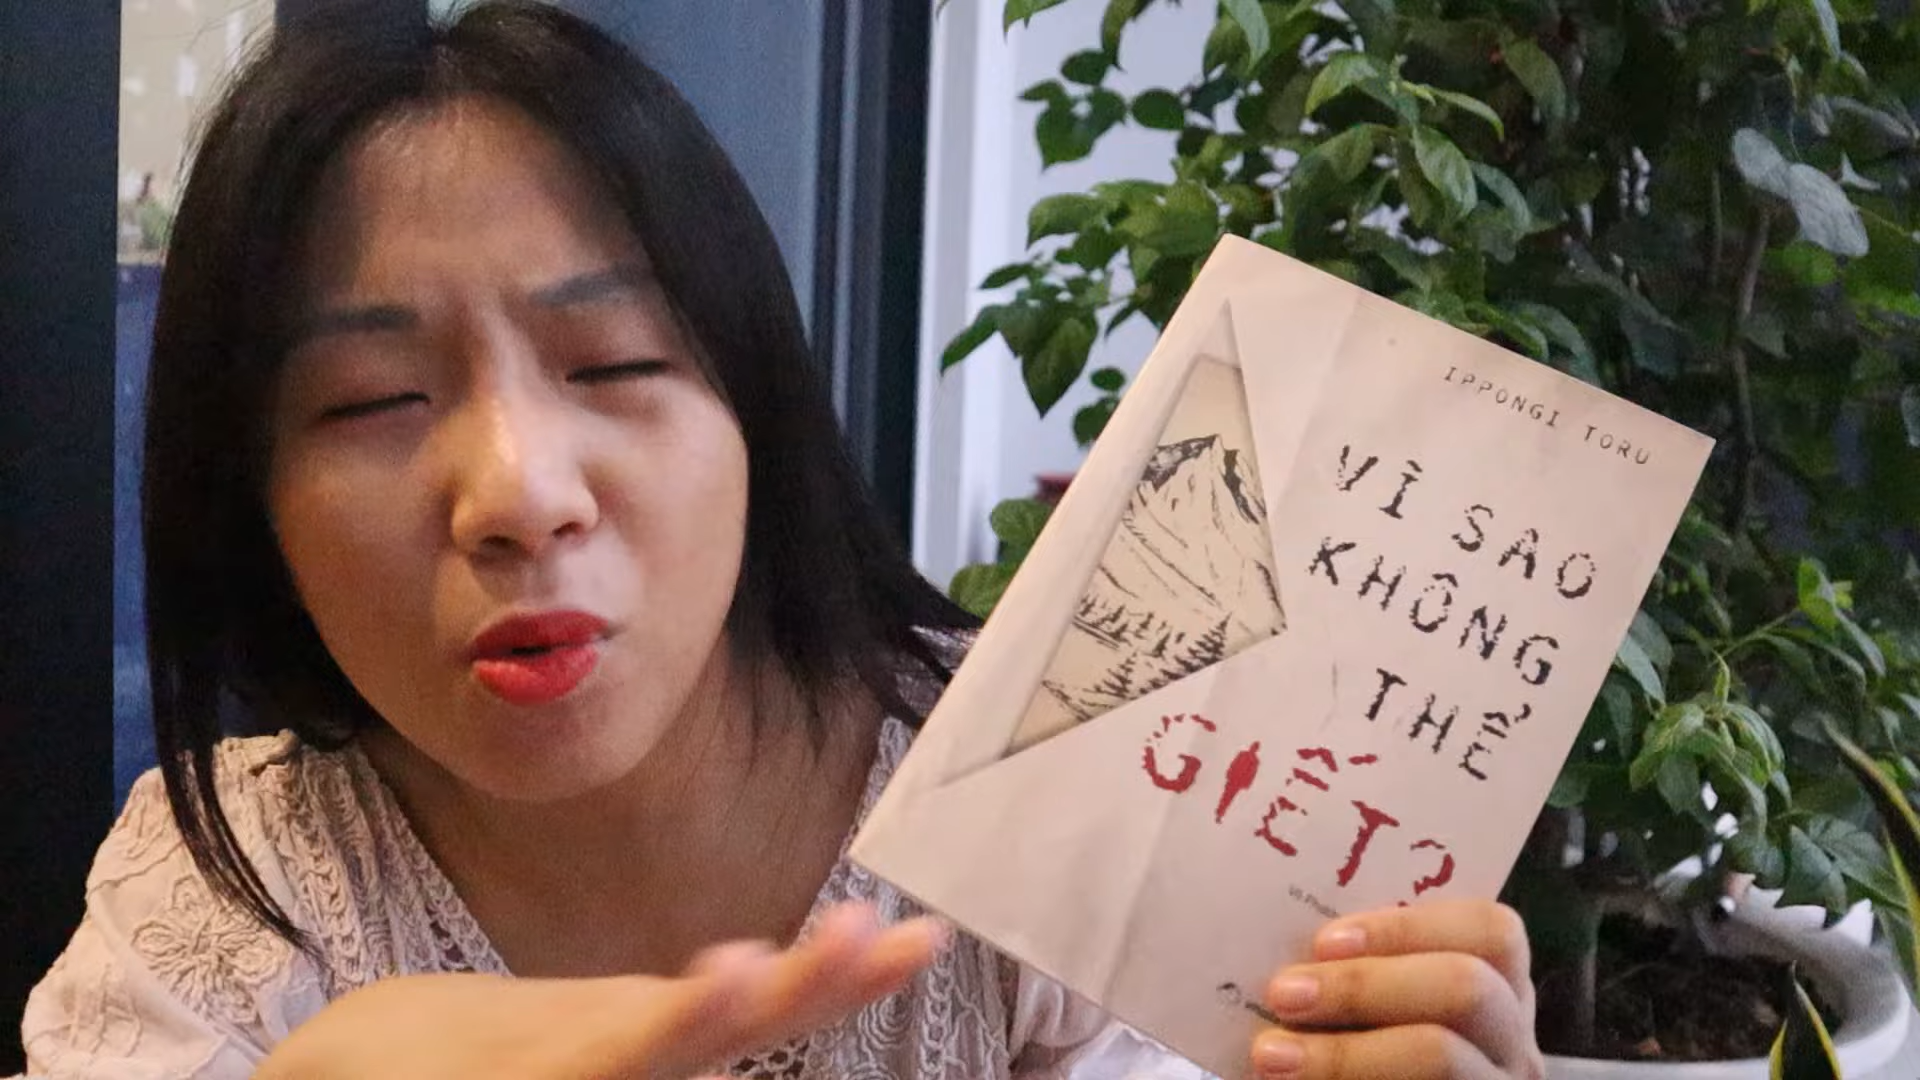 IPPONGI TORU
VÌ SAO
KHÔNG
THỂ
GIẾT?